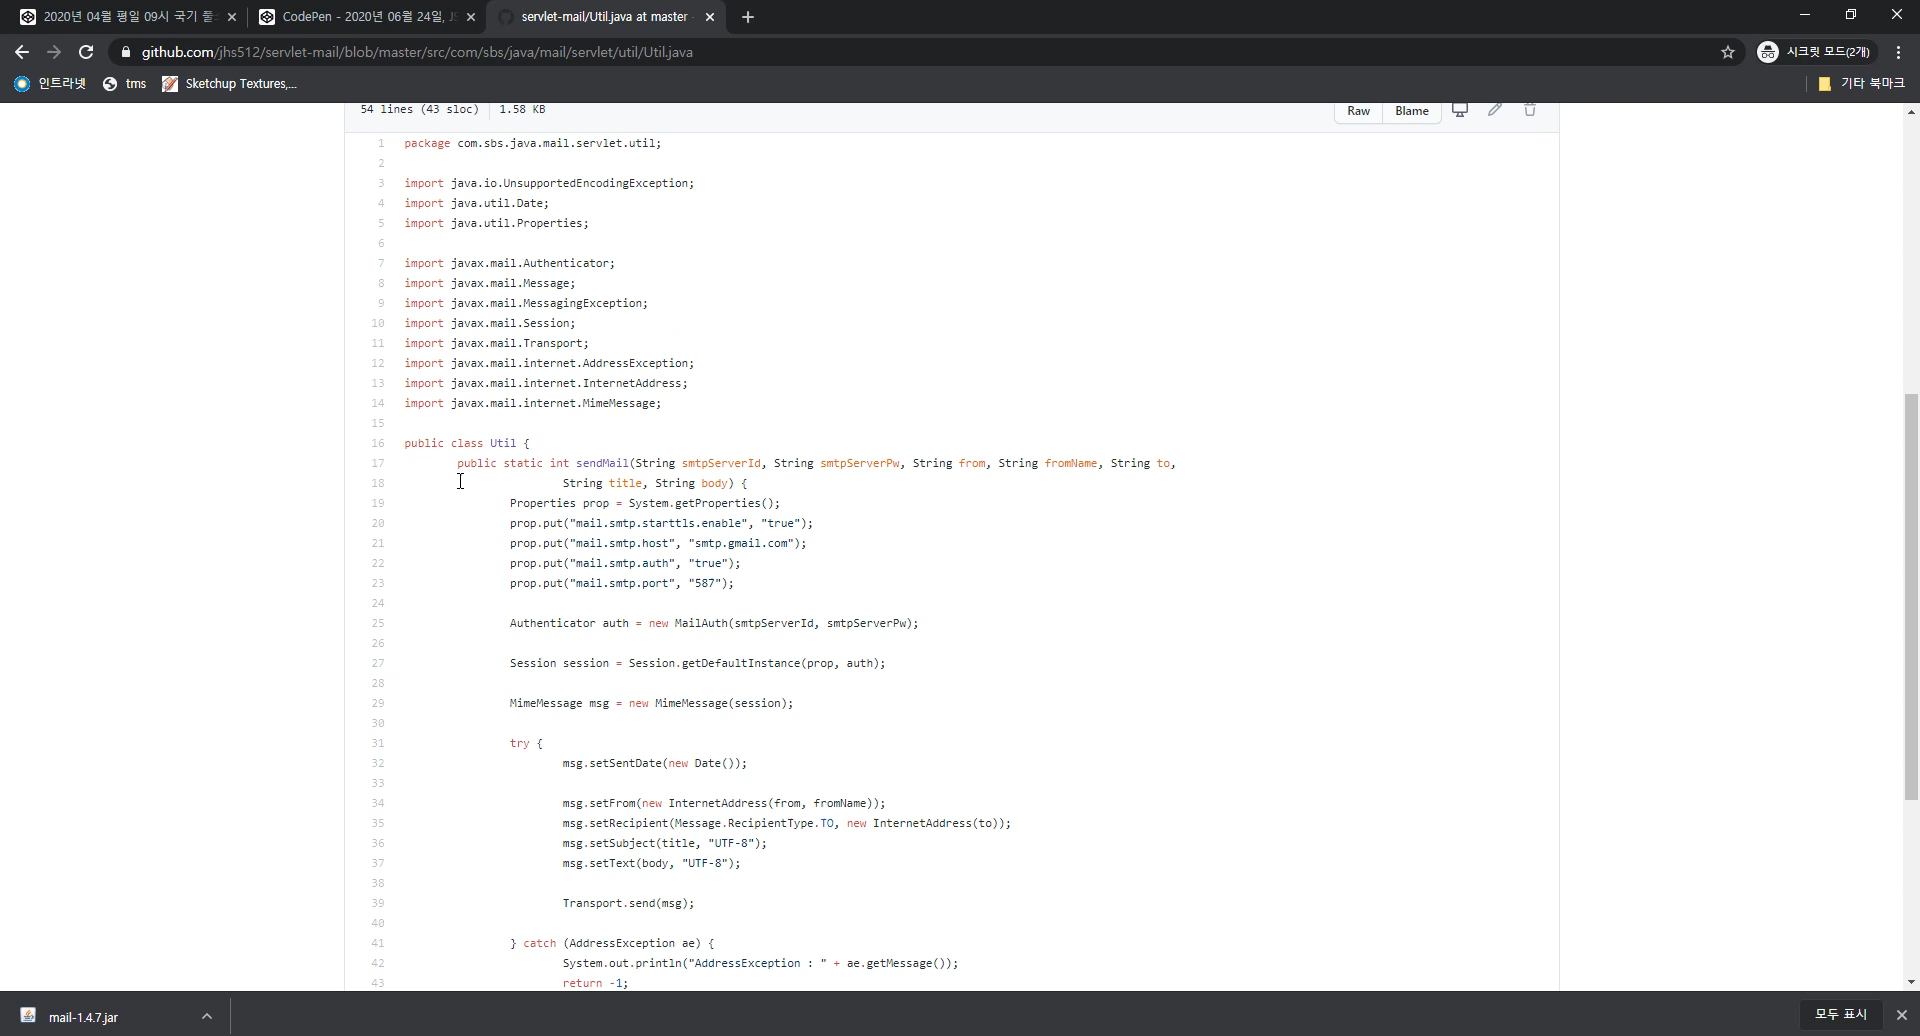 2020년 04월 평일 09시 국기 풀
CodePen - 2020년 06월 24일, JS
servlet-mail/Util.java at master
github.com/jhs512/servlet-mail/blob/master/src/com/sbs/java/mail/servlet/util/Util.java
시크릿 모드(2개)
인트라넷
tms
Sketchup Textures,...
기타 북마크
54 lines (43 sloc) 1.58 KB
Raw Blame
1 package com.sbs.java.mail.servlet.util;
2
3 import java.io.UnsupportedEncodingException;
4 import java.util.Date;
5 import java.util.Properties;
6
7 import javax.mail.Authenticator;
8 import javax.mail.Message;
9 import javax.mail.MessagingException;
10 import javax.mail.Session;
11 import javax.mail.Transport;
12 import javax.mail.internet.AddressException;
13 import javax.mail.internet.InternetAddress;
14 import javax.mail.internet.MimeMessage;
15
16 public class Util {
17 public static int sendMail(String smtpServerId, String smtpServerPw, String from, String fromName, String to,
18 String title, String body) {
19 Properties prop = System.getProperties();
20 prop.put("mail.smtp.starttls.enable", "true");
21 prop.put("mail.smtp.host", "smtp.gmail.com");
22 prop.put("mail.smtp.auth", "true");
23 prop.put("mail.smtp.port", "587");
24
25 Authenticator auth = new MailAuth(smtpServerId, smtpServerPw);
26
27 Session session = Session.getDefaultInstance(prop, auth);
28
29 MimeMessage msg = new MimeMessage(session);
30
31 try {
32 msg.setSentDate(new Date());
33
34 msg.setFrom(new InternetAddress(from, fromName));
35 msg.setRecipient(Message.RecipientType.TO, new InternetAddress(to));
36 msg.setSubject(title, "UTF-8");
37 msg.setText(body, "UTF-8");
38
39 Transport.send(msg);
40
41 } catch (AddressException ae) {
42 System.out.println("AddressException : " + ae.getMessage());
43 return -1;
mail-1.4.7.jar
모두 표시